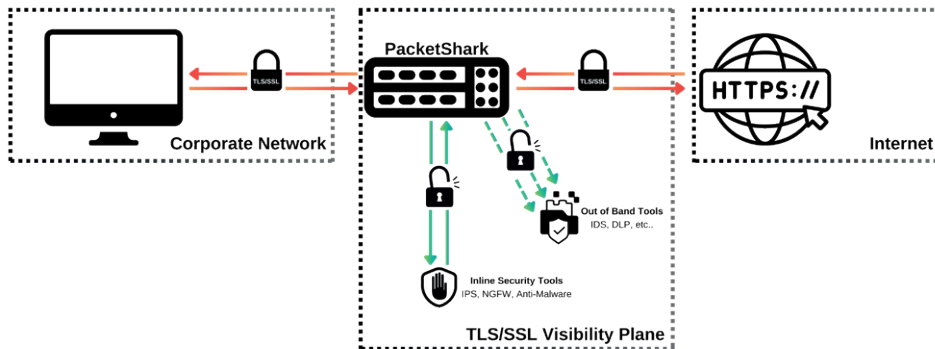 PacketShark
TLS/SSL
TLS/SSL
HTTPS://
Corporate Network
Internet
Out of Band Tools
IDS, DLP, etc..
Inline Security Tools
IPS, NGFW, Anti-Malware
TLS/SSL Visibility Plane